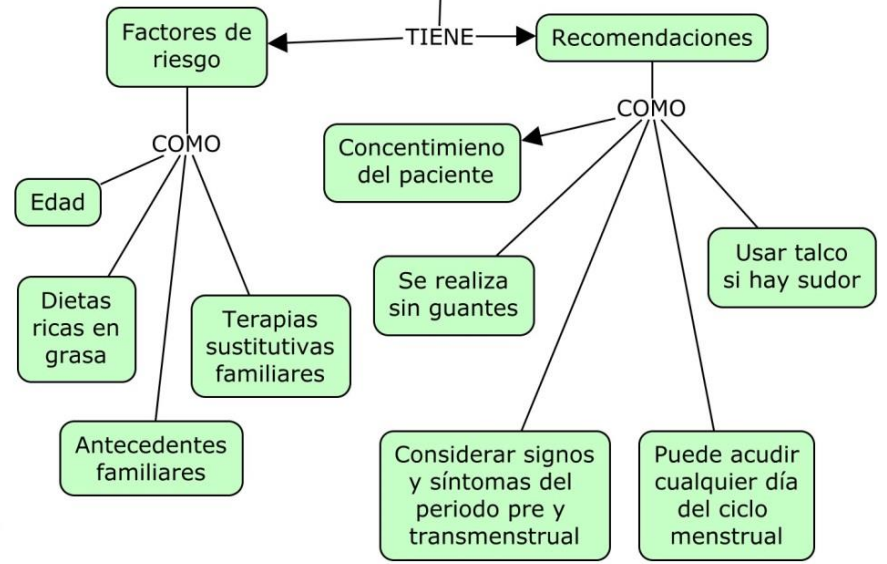 Factores de
riesgo
TIENE
Recomendaciones
COMO
Edad
Dietas
ricas en
grasa
Antecedentes
familiares
Terapias
sustitutivas
familiares
COMO
Concentimieno
del paciente
Se realiza
sin guantes
Considerar signos
y síntomas del
periodo pre y
transmenstrual
Puede acudir
cualquier día
del ciclo
menstrual
Usar talco
si hay sudor